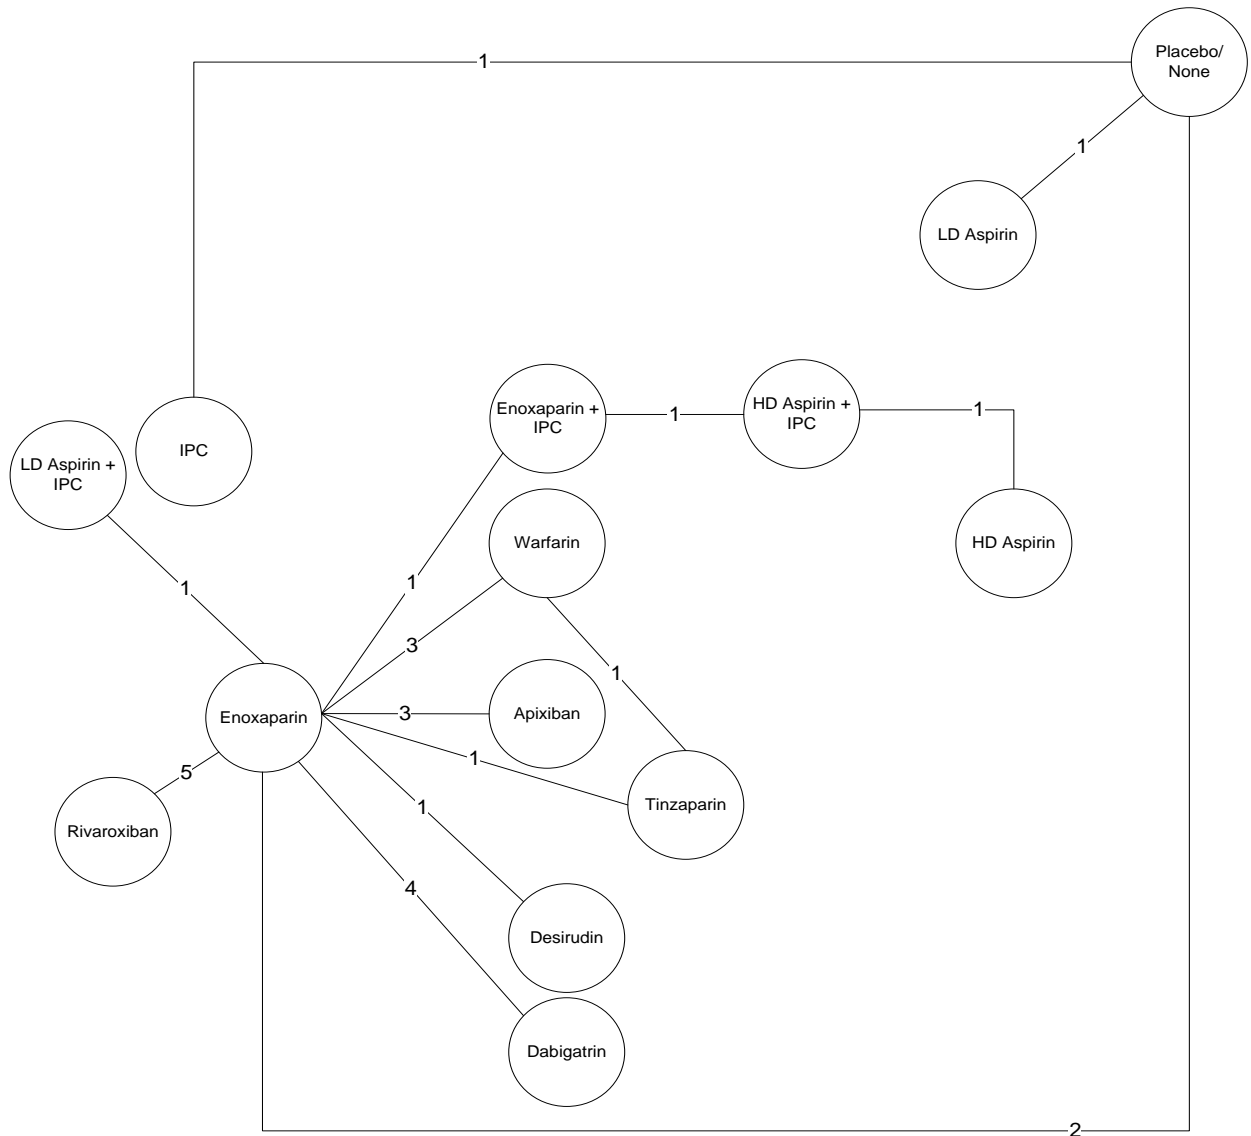 Placebo/
None
1
1
LD Aspirin
Enoxaparin +
IPC
1
HD Aspirin +
IPC
1
LD Aspirin +
IPC
IPC
Warfarin
HD Aspirin
1
1
3
1
Enoxaparin
3
Apixiban
1
5
Rivaroxiban
Tinzaparin
1
4
Desirudin
Dabigatrin
2